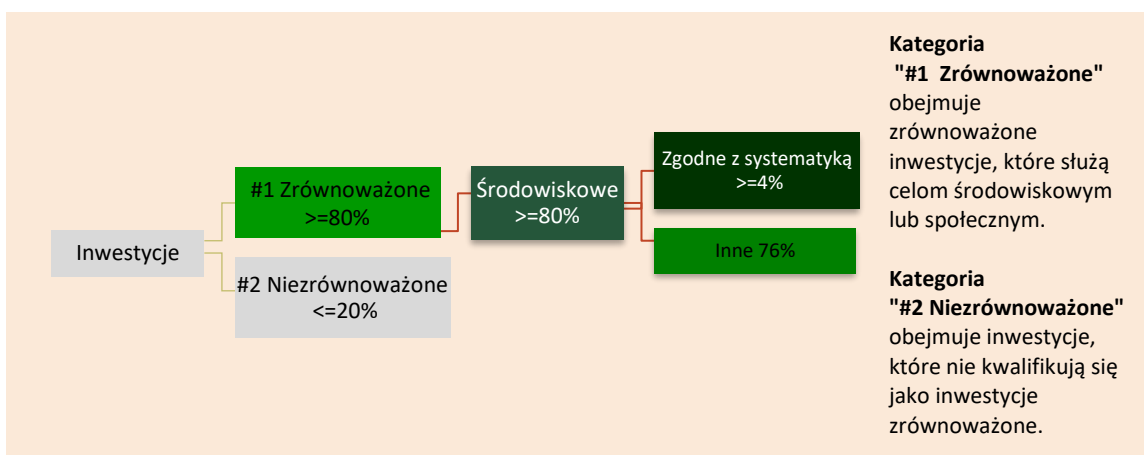 Inwestycje
#1 Zrównoważone
>=80%
#2 Niezrównoważone
<=20%
Środowiskowe
>=80%
Zgodne z systematyką
>=4%
Inne 76%
Kategoria
"#1 Zrównoważone"
obejmuje
zrównoważone
inwestycje, które służą
celom środowiskowym
lub społecznym.
Kategoria
"#2 Niezrównoważone"
obejmuje inwestycje,
które nie kwalifikują się
jako inwestycje
zrównoważone.